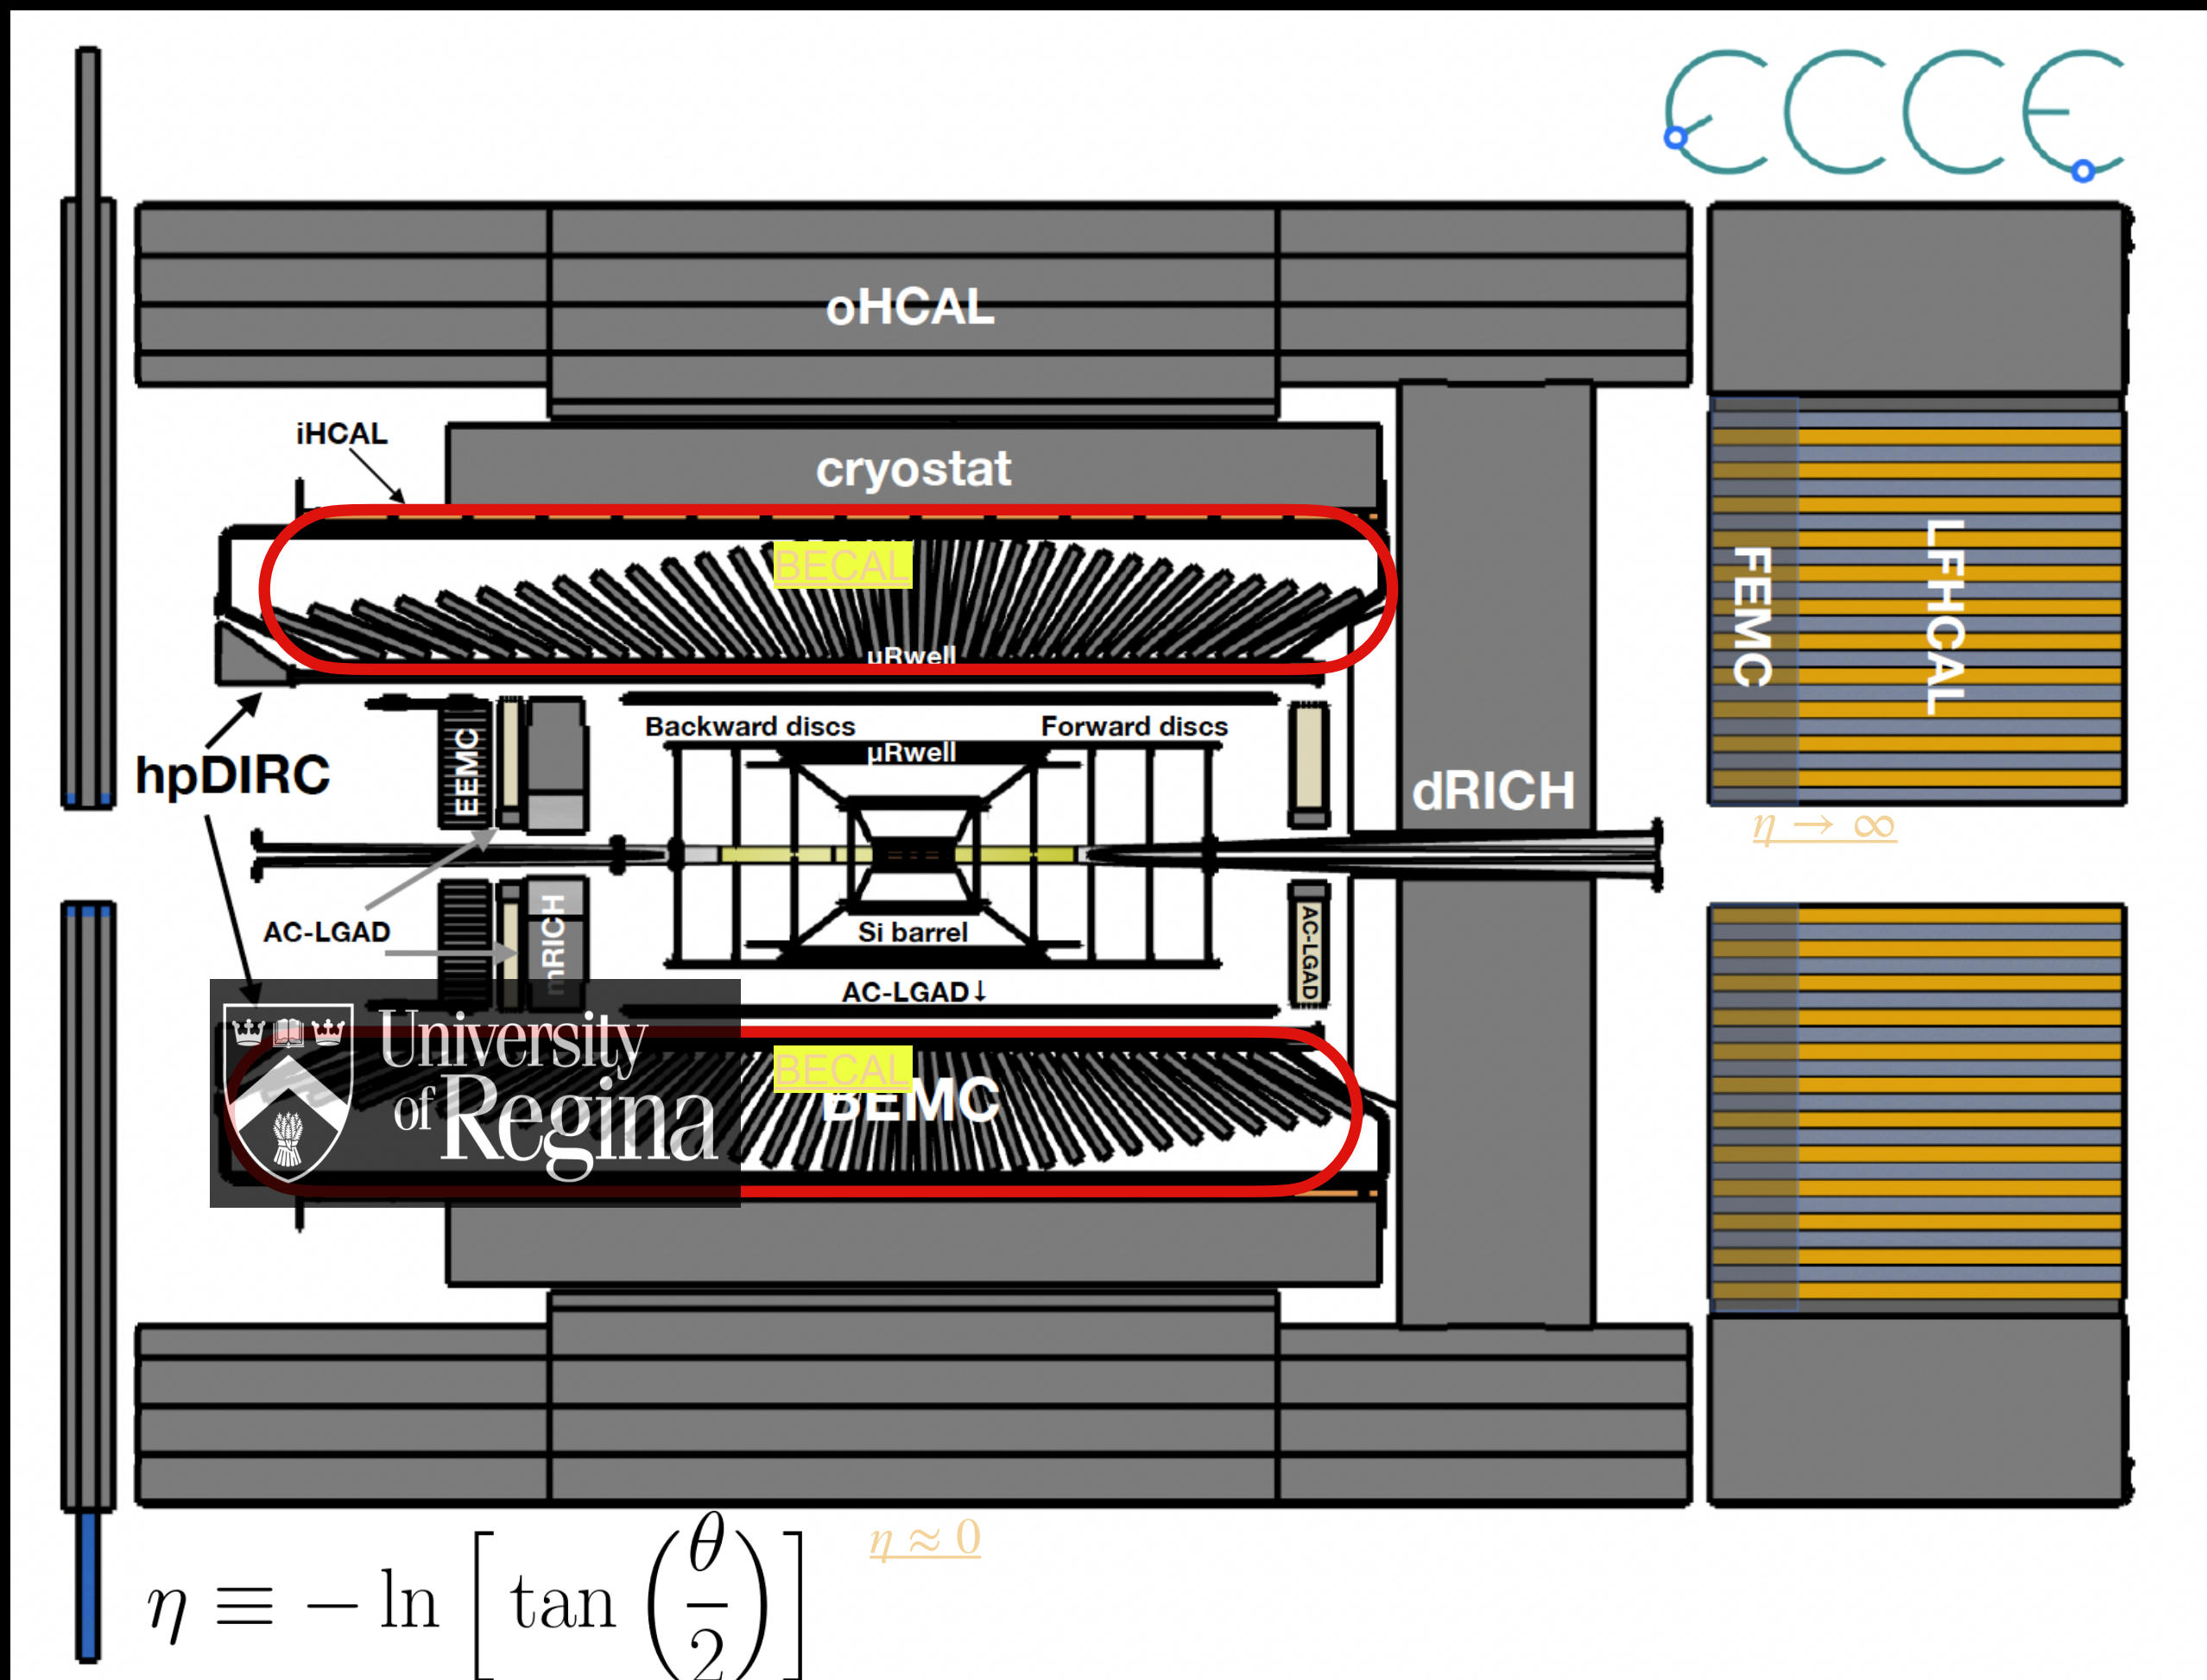 ECCE
oHCAL
iHCAL
cryostat
BECAL
µRwell
FEMC
LFHCAL
Backward discs
Forward discs
µRwell
EEMC
hpDIRC
dRICH
η → ∞
AC-LGAD
mRICH
Si barrel
AC-LGAD
AC-LGAD↓
University
of Regina
BECAL
BEMC
η ≈ 0
η ≡ − ln [ tan ( θ / 2 ) ]